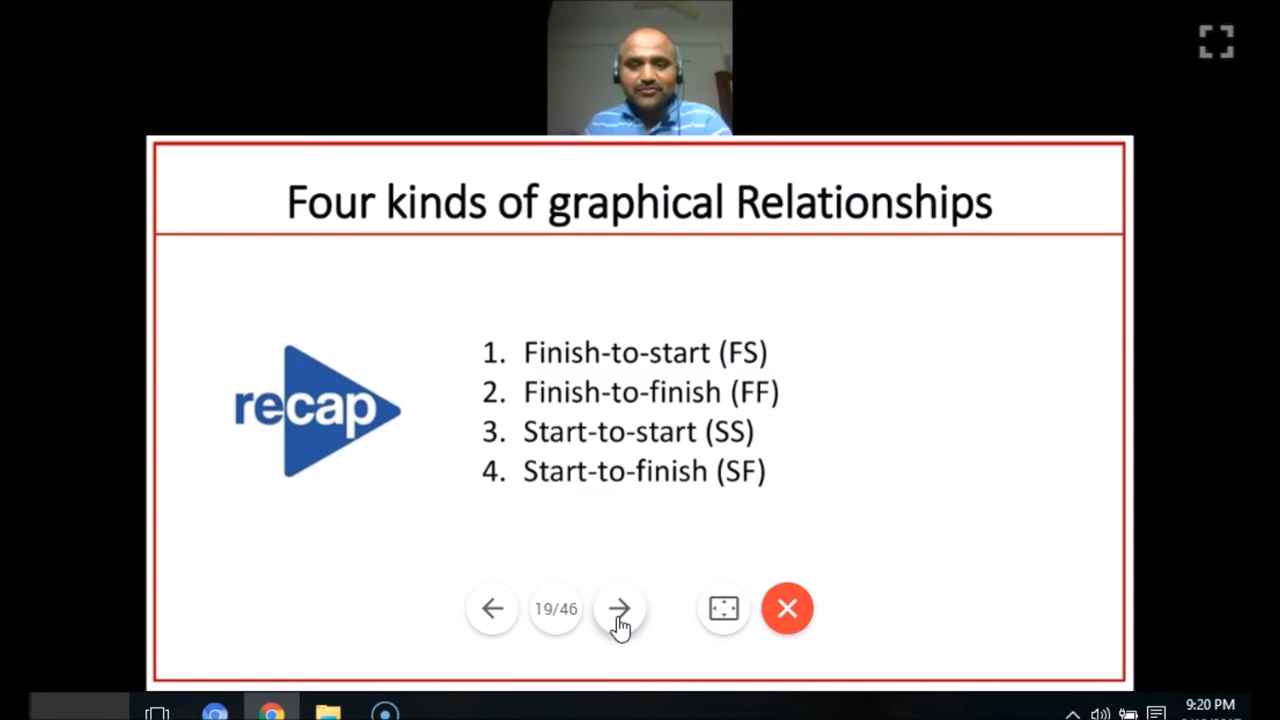 Four kinds of graphical Relationships
recap
1. Finish-to-start (FS)
2. Finish-to-finish (FF)
3. Start-to-start (SS)
4. Start-to-finish (SF)
19/46
9:20 PM